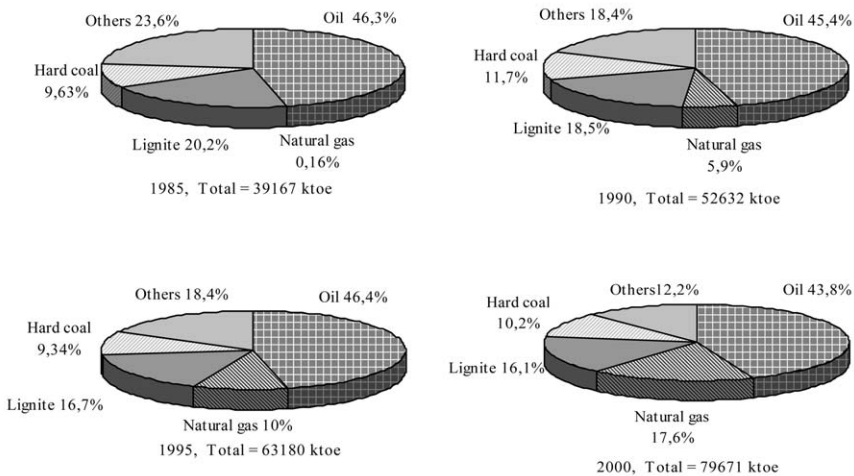 Others 23,6%
Oil 46,3%
Hard coal
9,63%
Lignite 20,2%
Natural gas
0,16%
1985, Total = 39167 ktoe
Others 18,4%
Oil 45,4%
Hard coal
11,7%
Lignite 18,5%
Natural gas
5,9%
1990, Total = 52632 ktoe
Others 18,4%
Oil 46,4%
Hard coal
9,34%
Lignite 16,7%
Natural gas 10%
1995, Total = 63180 ktoe
Others12,2%
Oil 43,8%
Hard coal
10,2%
Lignite 16,1%
Natural gas
17,6%
2000, Total = 79671 ktoe